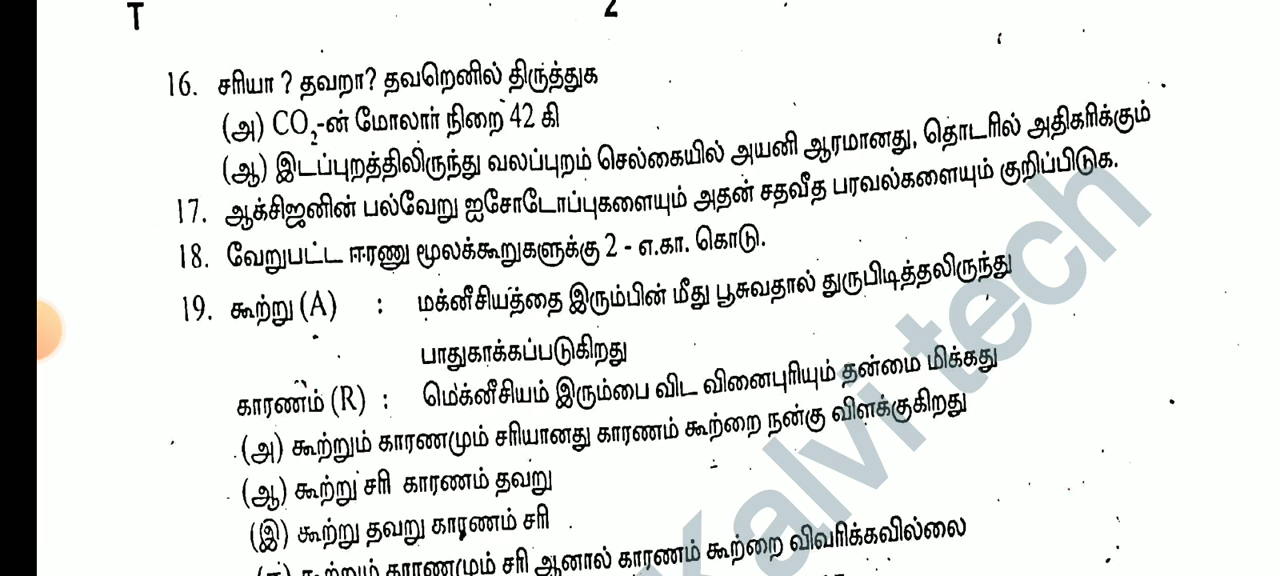 T
2
16. சரியா ? தவறா? தவறெனில் திருத்துக
(அ) CO₂-ன் மோலார் நிறை 42 கி
(ஆ) இடப்புறத்திலிருந்து வலப்புறம் செல்கையில் அயனி ஆரமானது, தொடரில் அதிகரிக்கும்
17. ஆக்சிஜனின் பல்வேறு ஐசோடோப்புகளையும் அதன் சதவீத பரவல்களையும் குறிப்பிடுக.
18. வேறுபட்ட ஈரணு மூலக்கூறுகளுக்கு 2 - எ.கா. கொடு.
19. கூற்று (A) : மக்னீசியத்தை இரும்பின் மீது பூசுவதால் துருபிடித்தலிருந்து
பாதுகாக்கப்படுகிறது
காரணம் (R) : மெக்னீசியம் இரும்பை விட வினைபுரியும் தன்மை மிக்கது
(அ) கூற்றும் காரணமும் சரியானது காரணம் கூற்றை நன்கு விளக்குகிறது
(ஆ) கூற்று சரி காரணம் தவறு
(இ) கூற்று தவறு காரணம் சரி
கூற்றும் காரணமும் சரி ஆனால் காரணம் கூற்றை விவரிக்கவில்லை
Kalvi tech